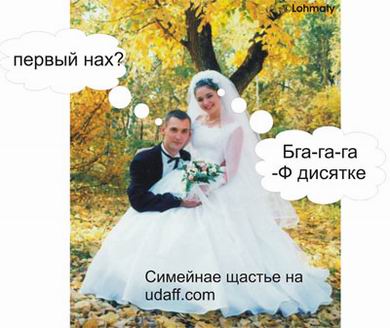 ©Lohmaty
первый нах?
Бга-га-га
-Ф дисятке
Симейнае щастье на
udaff.com